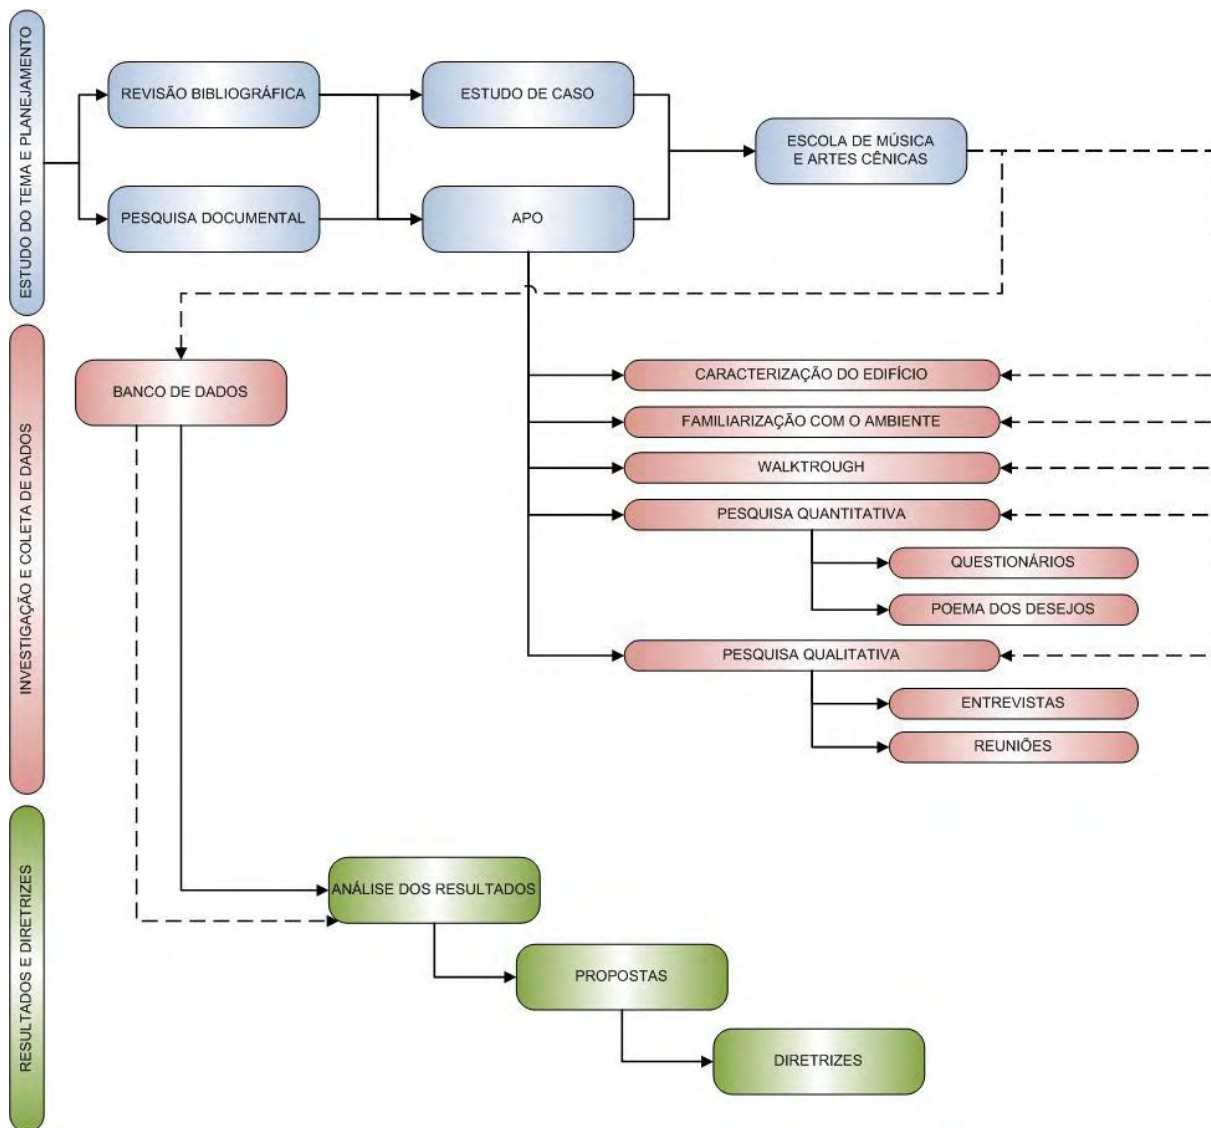 ESTUDO DO TEMA E PLANEJAMENTO
REVISÃO BIBLIOGRÁFICA
ESTUDO DE CASO
ESCOLA DE MÚSICA
E ARTES CÊNICAS
PESQUISA DOCUMENTAL
APO
INVESTIGAÇÃO E COLETA DE DADOS
BANCO DE DADOS
CARACTERIZAÇÃO DO EDIFÍCIO
FAMILIARIZAÇÃO COM O AMBIENTE
WALKTROUGH
PESQUISA QUANTITATIVA
QUESTIONÁRIOS
POEMA DOS DESEJOS
PESQUISA QUALITATIVA
ENTREVISTAS
REUNIÕES
RESULTADOS E DIRETRIZES
ANÁLISE DOS RESULTADOS
PROPOSTAS
DIRETRIZES